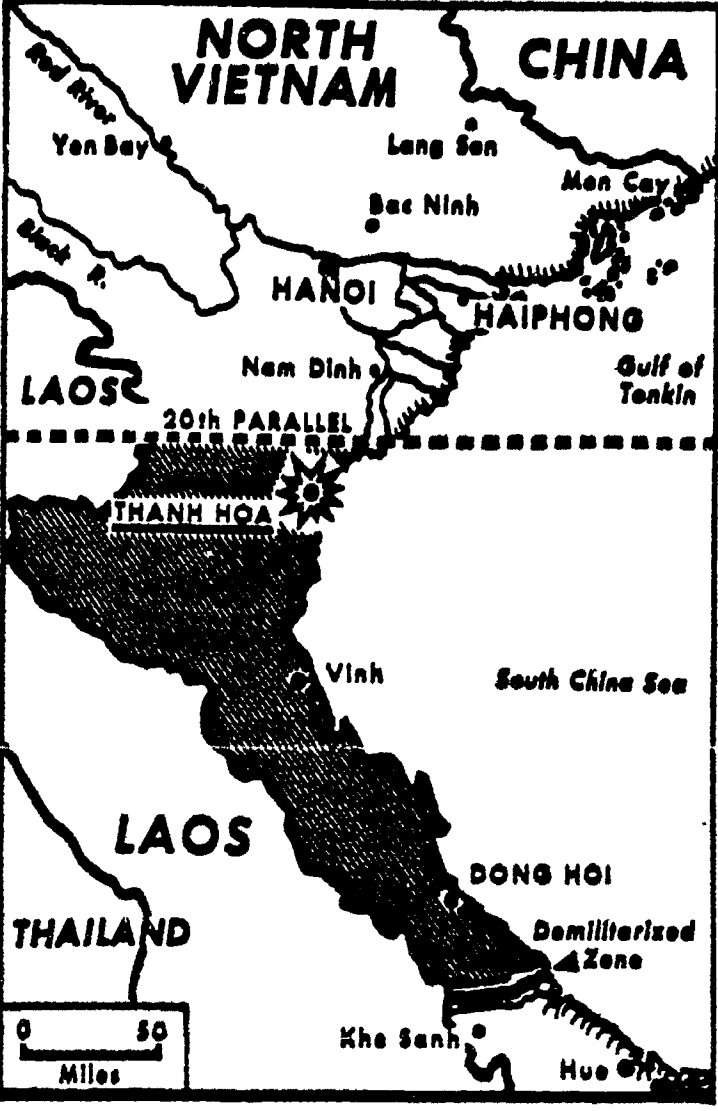 NORTH
VIETNAM
CHINA
Red River
Yen Bay
Lang Son
Mon Cay
Bac Ninh
Black R.
HANOI
HAIPHONG
Nam Dinh
Gulf of
Tonkin
LAOS
20th PARALLEL
THANH HOA
Vinh
South China Sea
LAOS
DONG HOI
THAILAND
Demilitarized
Zone
0 50
Miles
Khe Sanh
Hue